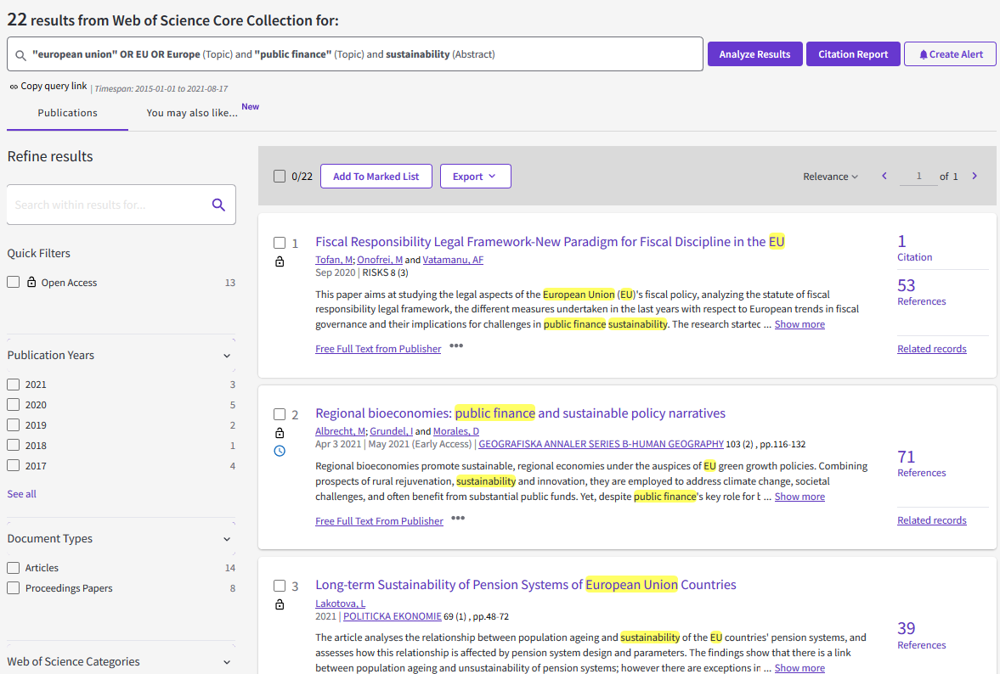 22 results from Web of Science Core Collection for:
"european union" OR EU OR Europe (Topic) and "public finance" (Topic) and sustainability (Abstract)
Analyze Results
Citation Report
Create Alert
Copy query link | Timespan: 2015-01-01 to 2021-08-17
Publications
You may also like...
New
Refine results
Search within results for...
Quick Filters
Open Access 13
Publication Years
2021 3
2020 5
2019 2
2018 1
2017 4
See all
Document Types
Articles 14
Proceedings Papers 8
Web of Science Categories
0/22
Add To Marked List
Export
Relevance
1 of 1
1
Fiscal Responsibility Legal Framework-New Paradigm for Fiscal Discipline in the EU
Tofan, M; Onofrei, M and Vatamanu, AF
Sep 2020 | RISKS 8 (3)
This paper aims at studying the legal aspects of the European Union (EU)'s fiscal policy, analyzing the statute of fiscal
responsibility legal framework, the different measures undertaken in the last years with respect to European trends in fiscal
governance and their implications for challenges in public finance sustainability. The research started ... Show more
Free Full Text from Publisher •••
1
Citation
53
References
Related records
2
Regional bioeconomies: public finance and sustainable policy narratives
Albrecht, M; Grundel, I and Morales, D
Apr 3 2021 | May 2021 (Early Access) | GEOGRAFISKA ANNALER SERIES B-HUMAN GEOGRAPHY 103 (2) , pp.116-132
Regional bioeconomies promote sustainable, regional economies under the auspices of EU green growth policies. Combining
prospects of rural rejuvenation, sustainability and innovation, they are employed to address climate change, societal
challenges, and often benefit from substantial public funds. Yet, despite public finance's key role for ... Show more
Free Full Text From Publisher •••
71
References
Related records
3
Long-term Sustainability of Pension Systems of European Union Countries
Lakotova, L
2021 | POLITICKA EKONOMIE 69 (1) , pp.48-72
The article analyses the relationship between population ageing and sustainability of the EU countries' pension systems, and
assesses how this relationship is affected by pension system design and parameters. The findings show that there is a link
between population ageing and unsustainability of pension systems; however there are exceptions in ... Show more
39
References